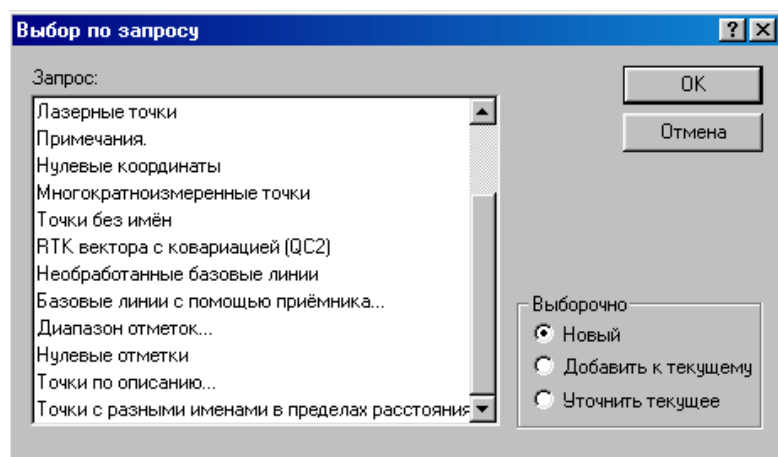 Выбор по запросу
Запрос:
Лазерные точки
Примечания.
Нулевые координаты
Многократноизмеренные точки
Точки без имён
RTK вектора с ковариацией (QC2)
Необработанные базовые линии
Базовые линии с помощью приёмника...
Диапазон отметок...
Нулевые отметки
Точки по описанию...
Точки с разными именами в пределах расстояния
OK
Отмена
Выборочно
Новый
Добавить к текущему
Уточнить текущее